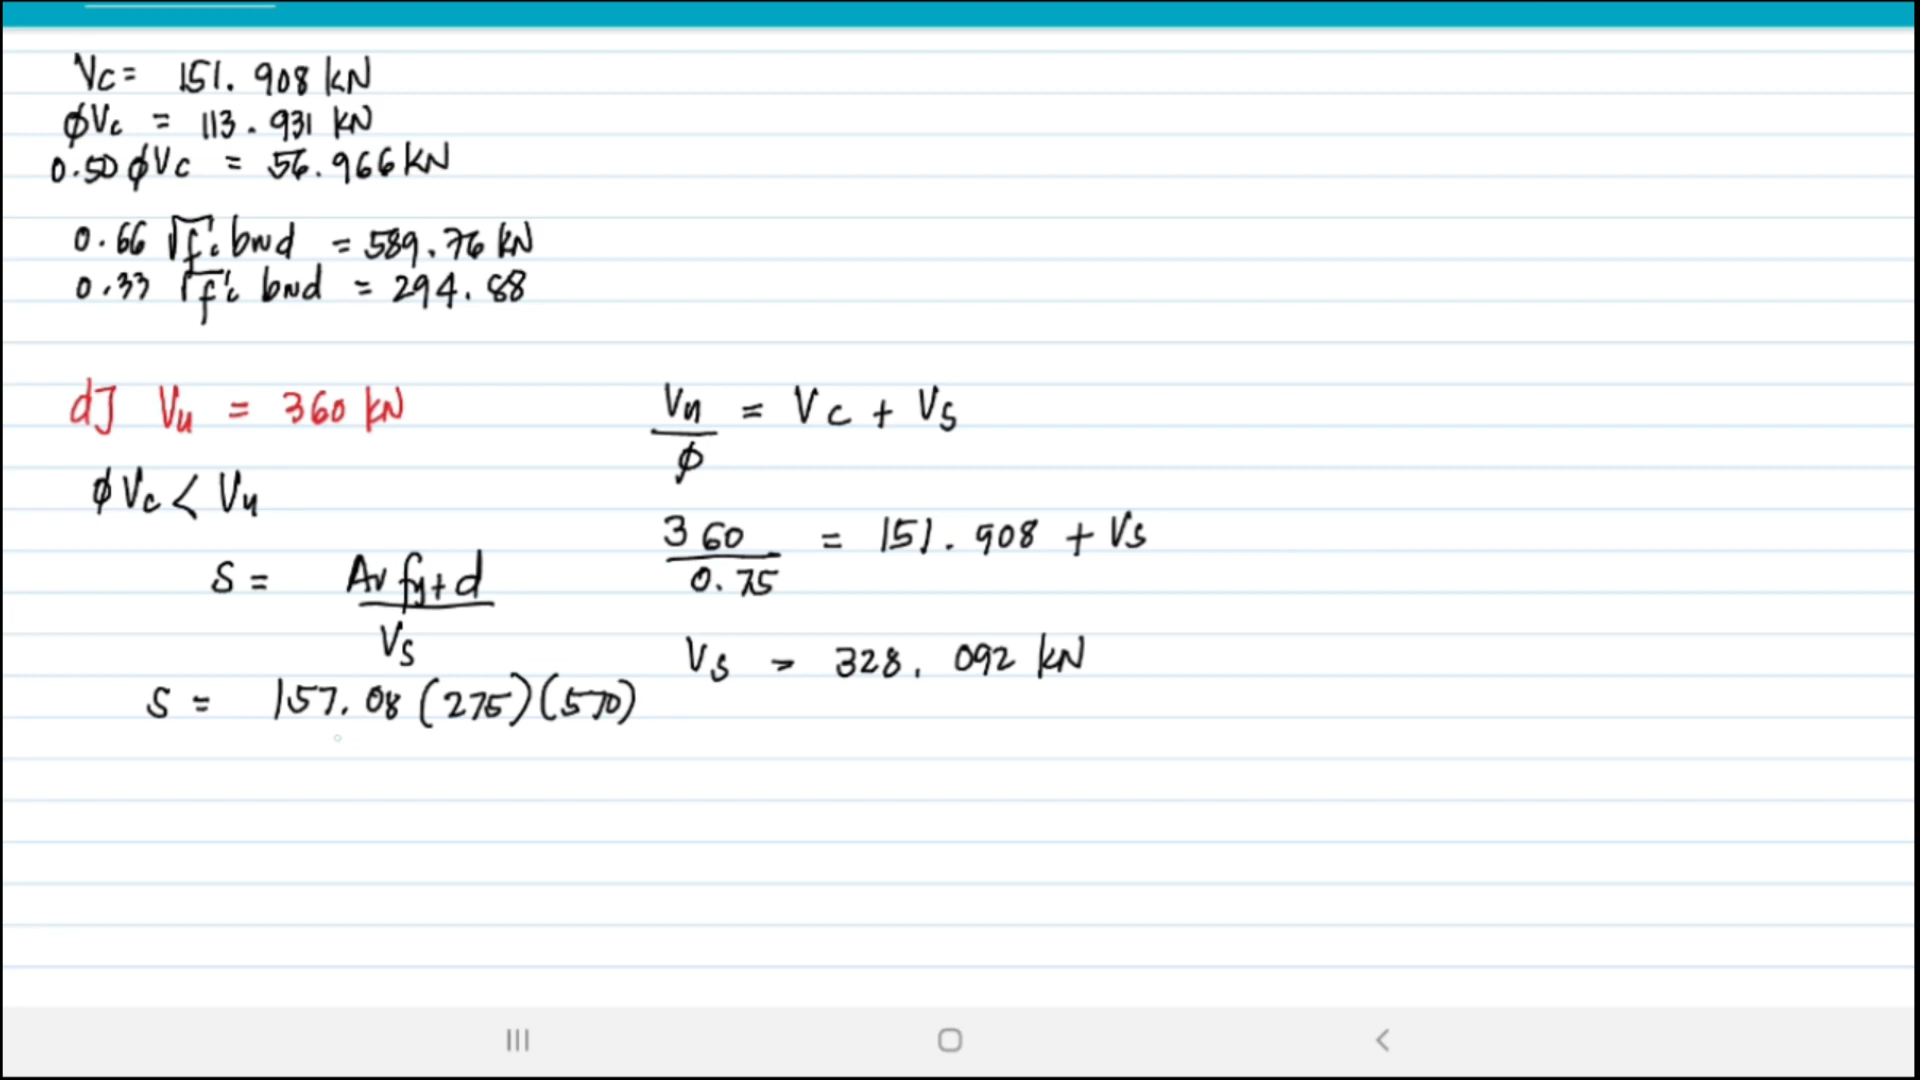 Vc = 151.908 kN
ϕVc = 113.931 kN
0.50 ϕVc = 56.966 kN
0.66 √f'c bwd = 589.76 kN
0.33 √f'c bwd = 294.88
d] Vu = 360 kN
ϕVc < Vu
S = Av fyt d / Vs
S = 157.08 (275)(570)
Vu / ϕ = Vc + Vs
360 / 0.75 = 151.908 + Vs
Vs = 328.092 kN